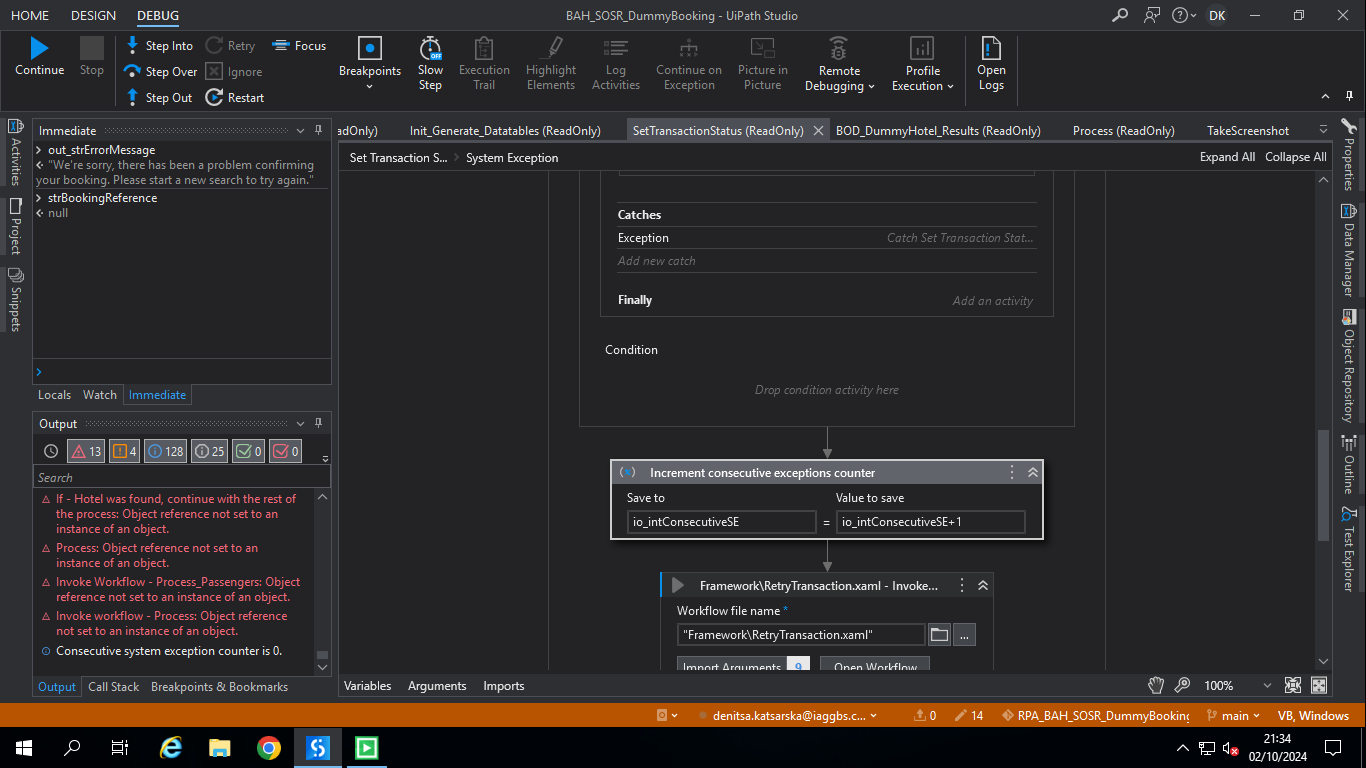 HOME DESIGN DEBUG
BAH_SOSR_DummyBooking - UiPath Studio
DK
Continue
Stop
Step Into
Step Over
Step Out
Retry
Ignore
Restart
Focus
Breakpoints
OFF
Slow
Step
Execution
Trail
Highlight
Elements
Log
Activities
Continue on
Exception
Picture in
Picture
Remote
Debugging
Profile
Execution
Open
Logs
Activities
Project
Snippets
Immediate
out_strErrorMessage
"We're sorry, there has been a problem confirming
your booking. Please start a new search to try again."
strBookingReference
null
Locals Watch Immediate
Output
13 4 128 25 0 0
Search
If - Hotel was found, continue with the rest of
the process: Object reference not set to an
instance of an object.
Process: Object reference not set to an
instance of an object.
Invoke Workflow - Process_Passengers: Object
reference not set to an instance of an object.
Invoke workflow - Process: Object reference
not set to an instance of an object.
Consecutive system exception counter is 0.
Output Call Stack Breakpoints & Bookmarks
adOnly) Init_Generate_Datatables (ReadOnly) SetTransactionStatus (ReadOnly) BOD_DummyHotel_Results (ReadOnly) Process (ReadOnly) TakeScreenshot
Set Transaction S... > System Exception
Expand All Collapse All
Catches
Exception Catch Set Transaction Stat...
Add new catch
Finally Add an activity
Condition
Drop condition activity here
Increment consecutive exceptions counter
Save to Value to save
io_intConsecutiveSE = io_intConsecutiveSE+1
Framework\RetryTransaction.xaml - Invoke...
Workflow file name *
"Framework\RetryTransaction.xaml" ...
Import Arguments 9 Open Workflow
Variables Arguments Imports
100%
Properties
Data Manager
Object Repository
Outline
Test Explorer
denitsa.katsarska@iaggbs.c... 0 14 RPA_BAH_SOSR_DummyBooking main VB, Windows
21:34
02/10/2024